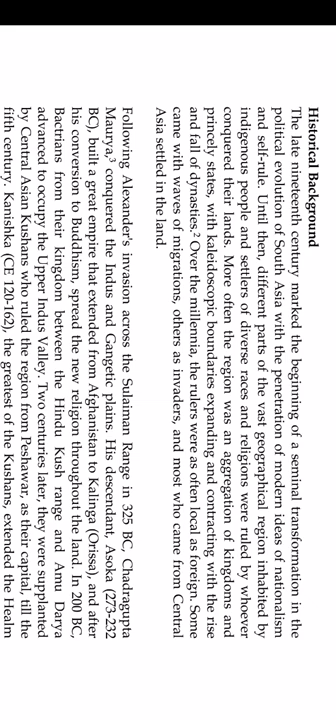 Historical Background
The late nineteenth century marked the beginning of a seminal transformation in the
political evolution of South Asia with the penetration of modern ideas of nationalism
and self-rule. Until then, different parts of the vast geographical region inhabited by
indigenous people and settlers of diverse races and religions were ruled by whoever
conquered their lands. More often the region was an aggregation of kingdoms and
princely states, with kaleidoscopic boundaries expanding and contracting with the rise
and fall of dynasties.² Over the millennia, the rulers were as often local as foreign. Some
came with waves of migrations, others as invaders, and most who came from Central
Asia settled in the land.
Following Alexander's invasion across the Sulaiman Range in 325 BC, Chadragupta
Maurya,³ conquered the Indus and Gangetic plains. His descendant, Asoka (273-232
BC), built a great empire that extended from Afghanistan to Kalinga (Orissa), and after
his conversion to Buddhism, spread the new religion throughout the land. In 200 BC,
Bactrians from their kingdom between the Hindu Kush range and Amu Darya
advanced to occupy the Upper Indus Valley. Two centuries later, they were supplanted
by Central Asian Kushans who ruled the region from Peshawar, as their capital, till the
fifth century. Kanishka (CE 120-162), the greatest of the Kushans, extended the Healm